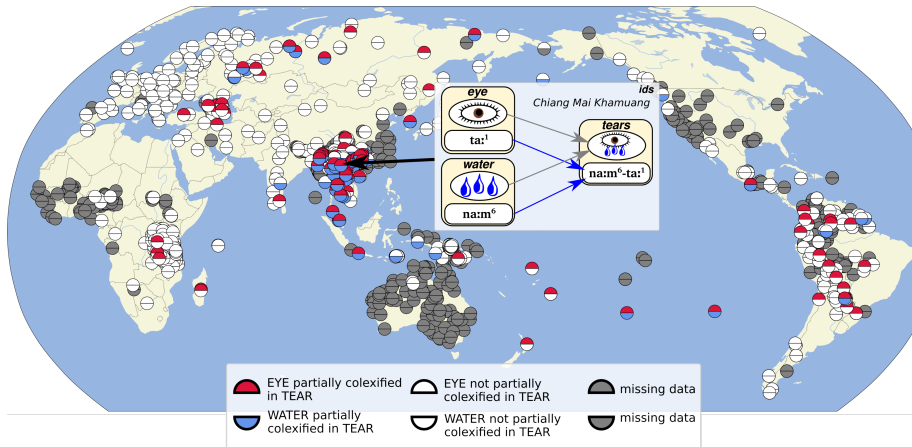 ids
Chiang Mai Khamuang
eye
ta:¹
water
na:m⁶
tears
na:m⁶-ta:¹
EYE partially colexified
in TEAR
WATER partially
colexified in TEAR
EYE not partially
colexified in TEAR
WATER not partially
colexified in TEAR
missing data
missing data